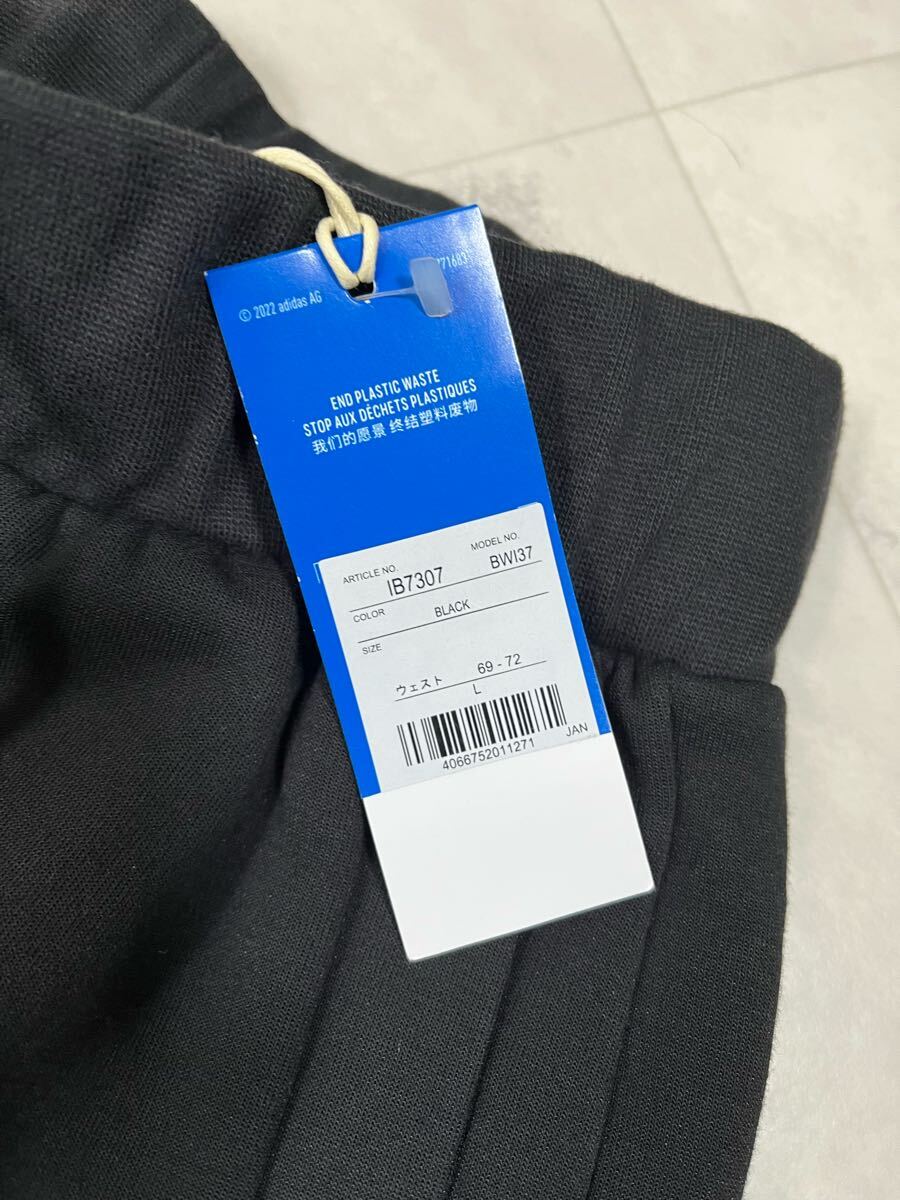 © 2022 adidas AG
71683
END PLASTIC WASTE
STOP AUX DÉCHETS PLASTIQUES
我们的愿景 终结塑料废物
ARTICLE NO. MODEL NO.
IB7307 BWI37
COLOR BLACK
SIZE
ウェスト 69 - 72
L
4066752011271 JAN